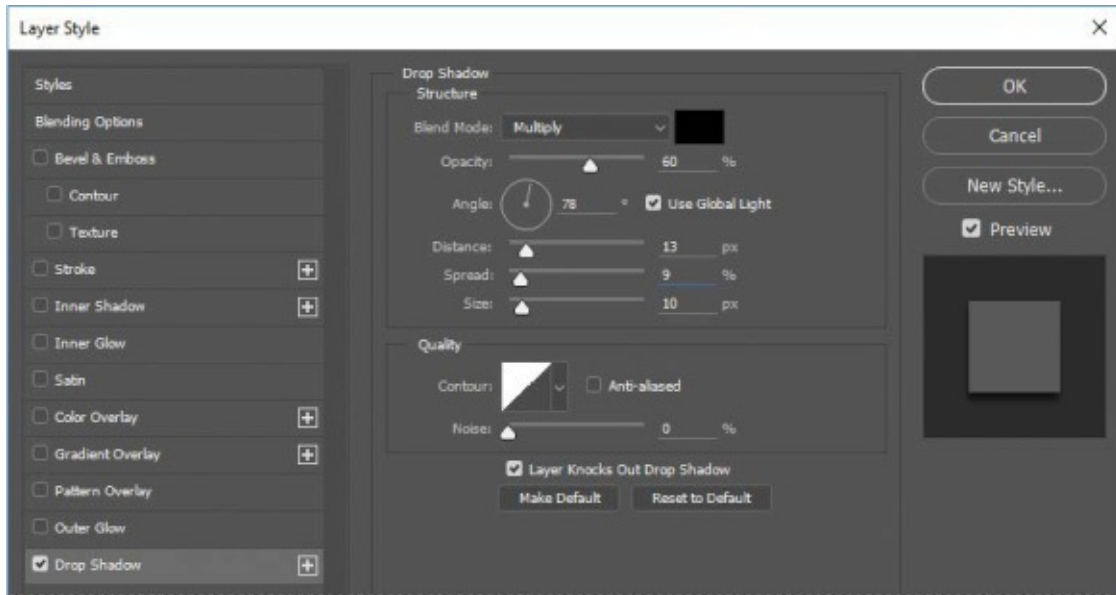 Layer Style
Styles
Blending Options
Bevel & Emboss
Contour
Texture
Stroke
Inner Shadow
Inner Glow
Satin
Color Overlay
Gradient Overlay
Pattern Overlay
Outer Glow
Drop Shadow
Drop Shadow
Structure
Blend Mode: Multiply
Opacity: 60 %
Angle: 78 ° Use Global Light
Distance: 13 px
Spread: 9 %
Size: 10 px
Quality
Contour: Anti-aliased
Noise: 0 %
Layer Knocks Out Drop Shadow
Make Default Reset to Default
OK
Cancel
New Style...
Preview